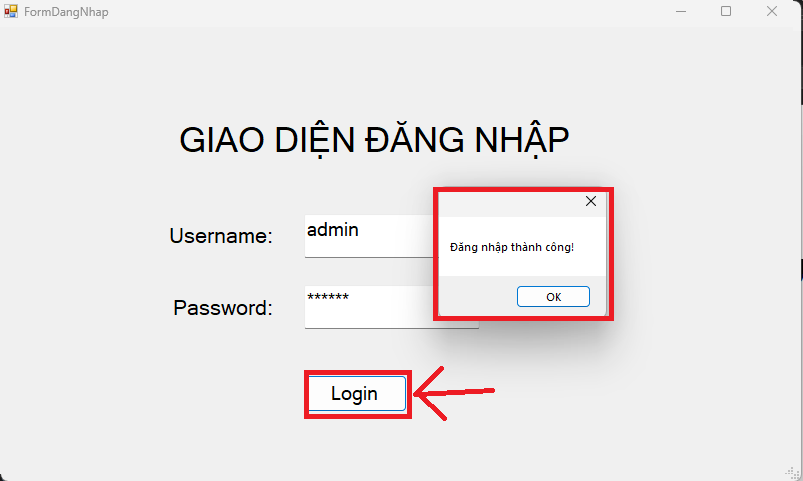 FormDangNhap
GIAO DIỆN ĐĂNG NHẬP
Username:
admin
Đăng nhập thành công!
OK
Password:
******
Login